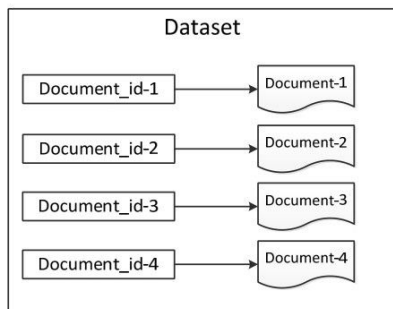 Dataset
Document_id-1
Document-1
Document_id-2
Document-2
Document_id-3
Document-3
Document_id-4
Document-4